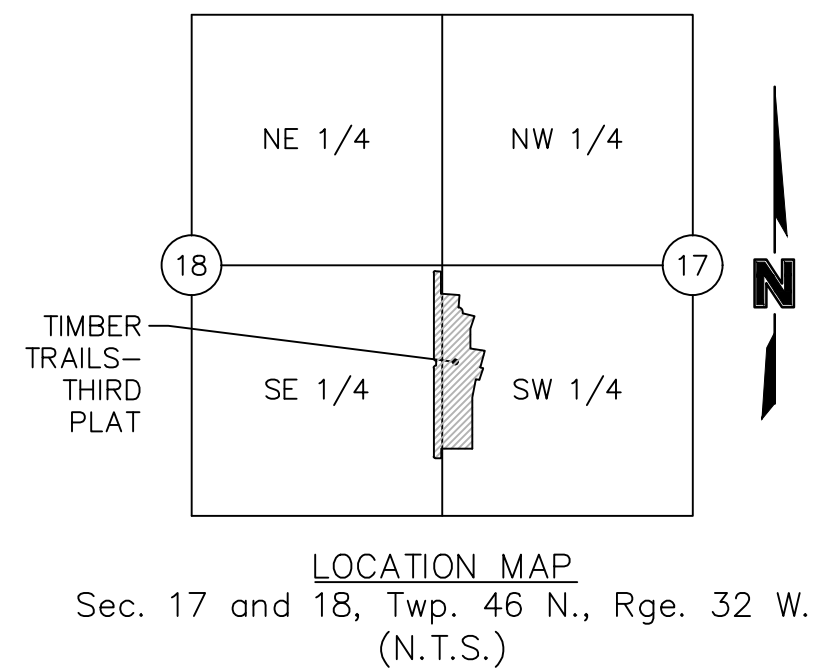 NE 1/4
NW 1/4
18
17
N
TIMBER
TRAILS–
THIRD
PLAT
SE 1/4
SW 1/4
LOCATION MAP
Sec. 17 and 18, Twp. 46 N., Rge. 32 W.
(N.T.S.)